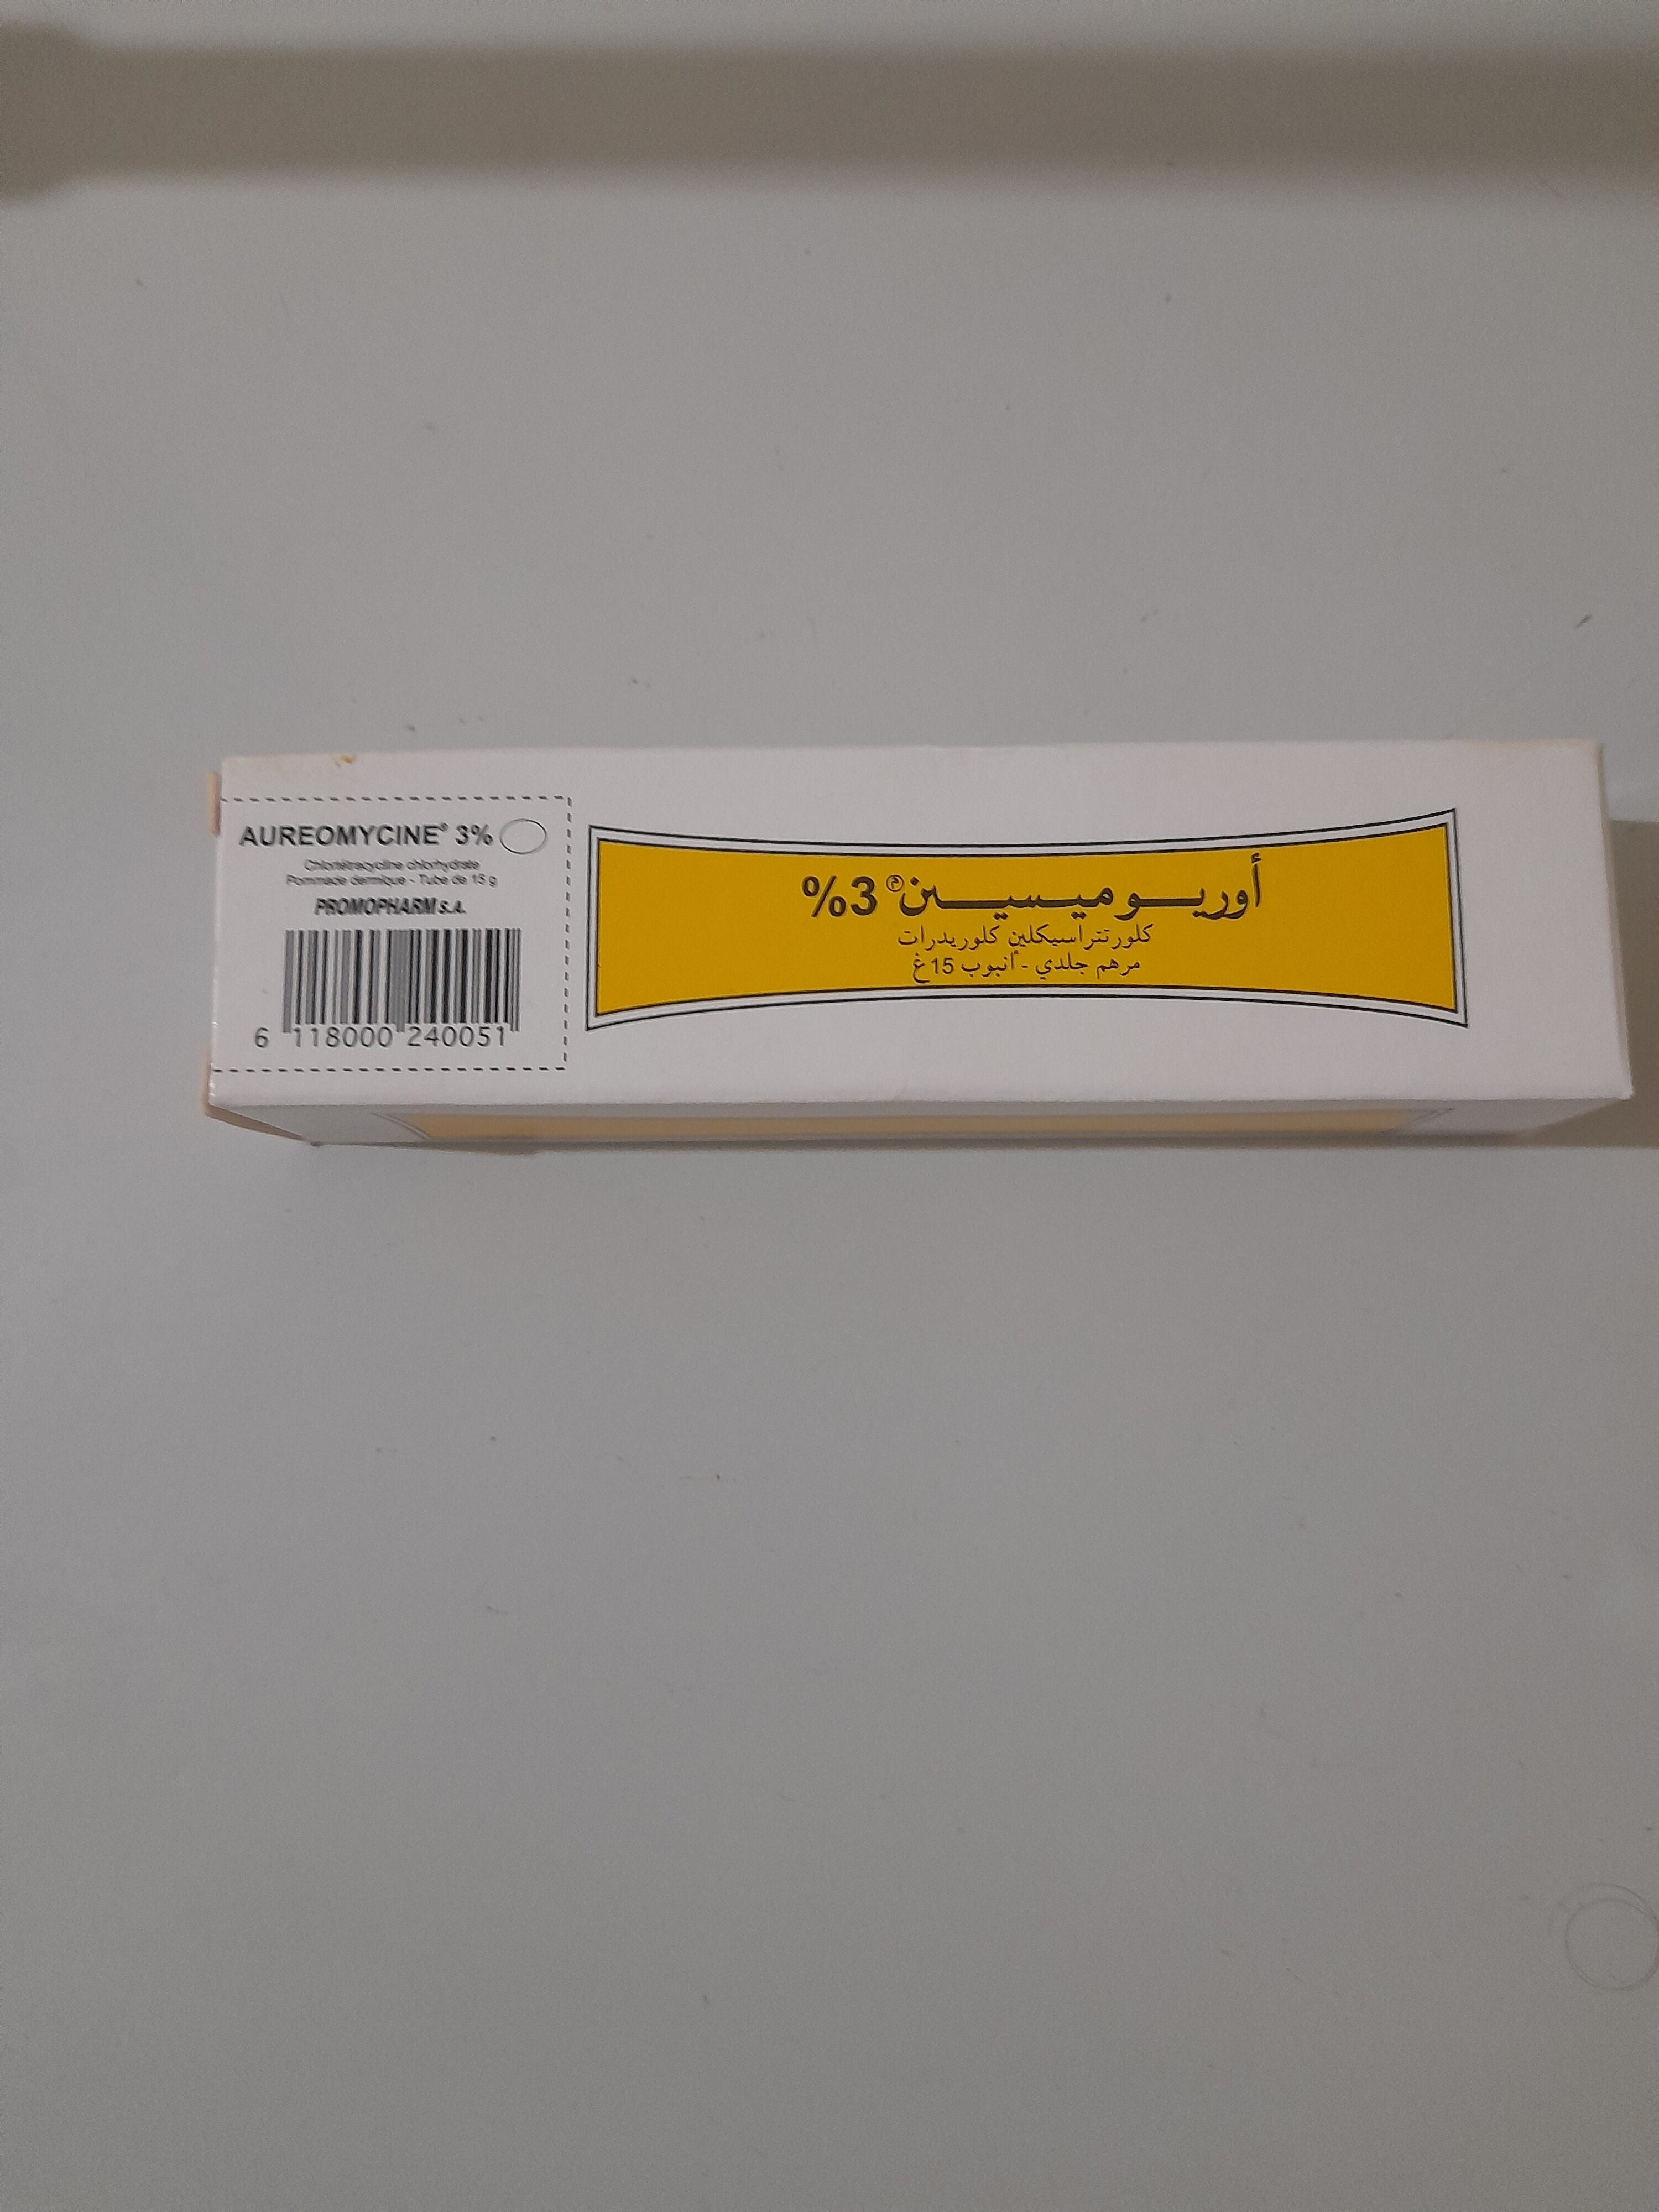 AUREOMYCINE® 3%
Chlortétracycline chlorhydrate
Pommade dermique - Tube de 15 g
PROMOPHARM S.A.
6 118000 240051
أوريوميسين® 3%
كلورتتراسيكلين كلوريدرات
مرهم جلدي - أنبوب 15غ